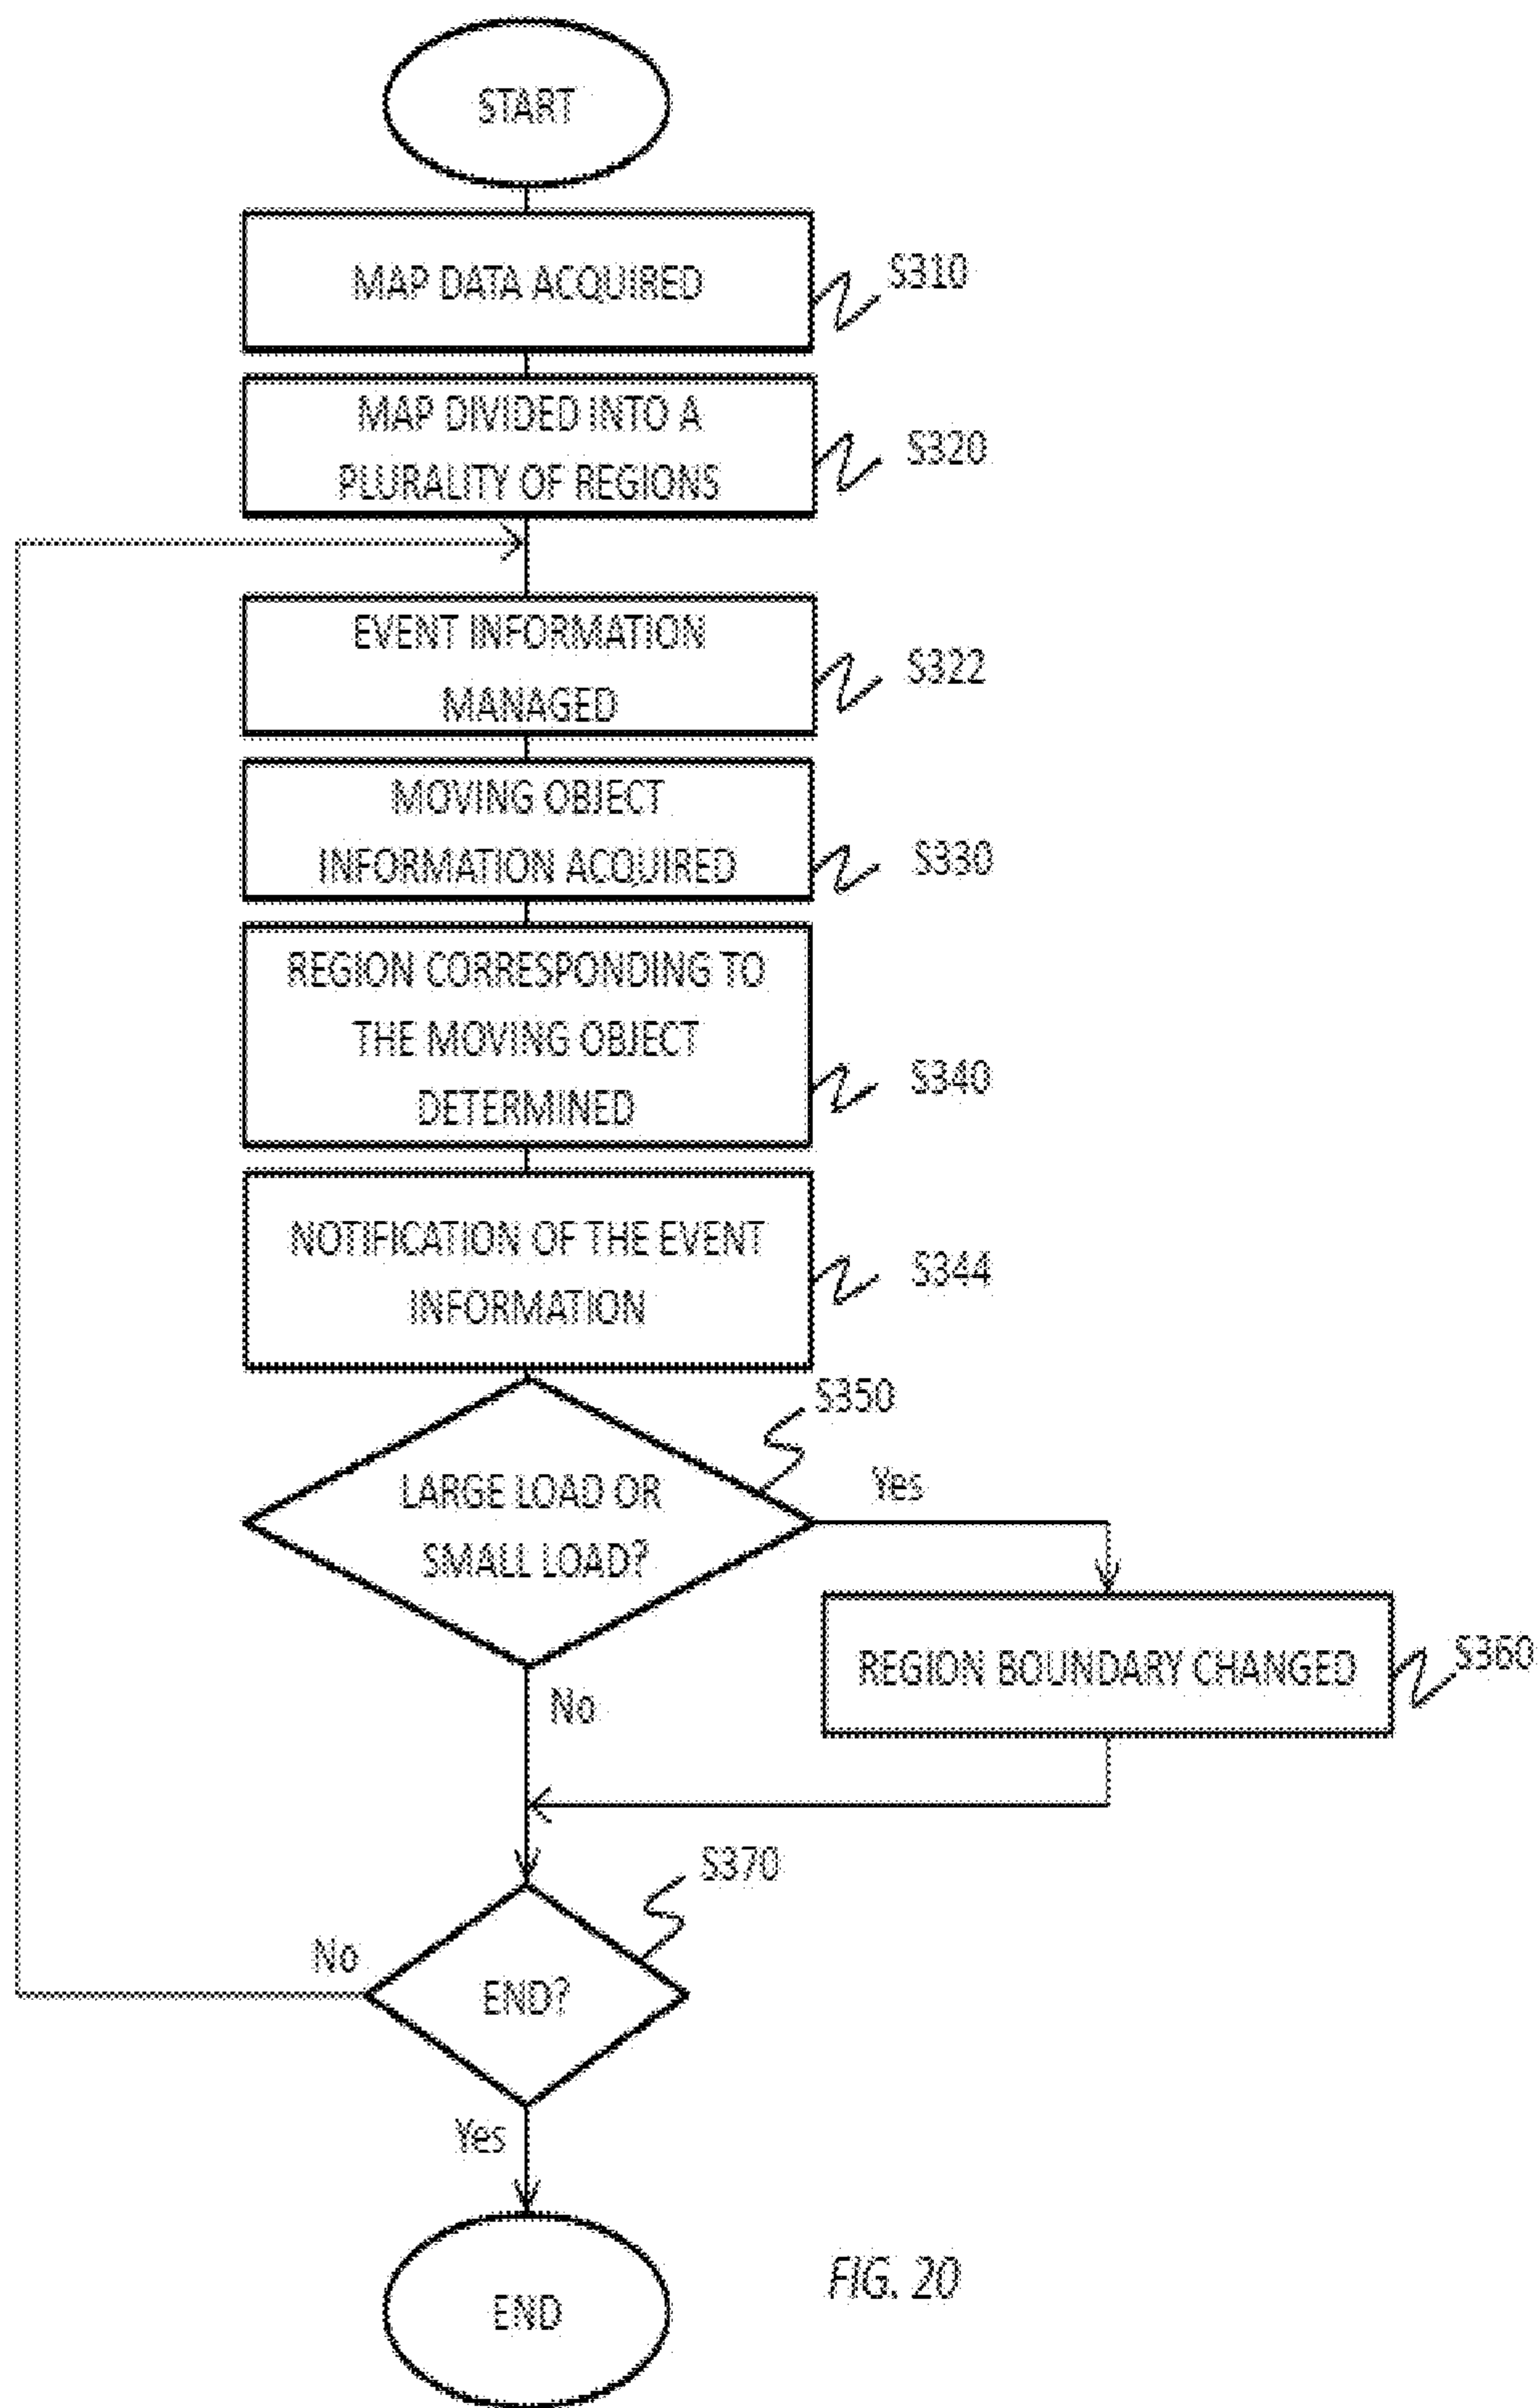 START
MAP DATA ACQUIRED
S310
MAP DIVIDED INTO A
PLURALITY OF REGIONS
S320
EVENT INFORMATION
MANAGED
S322
MOVING OBJECT
INFORMATION ACQUIRED
S330
REGION CORRESPONDING TO
THE MOVING OBJECT
DETERMINED
S340
NOTIFICATION OF THE EVENT
INFORMATION
S344
S350
LARGE LOAD OR
SMALL LOAD?
Yes
REGION BOUNDARY CHANGED
S360
No
S370
No
END?
Yes
END
FIG. 20